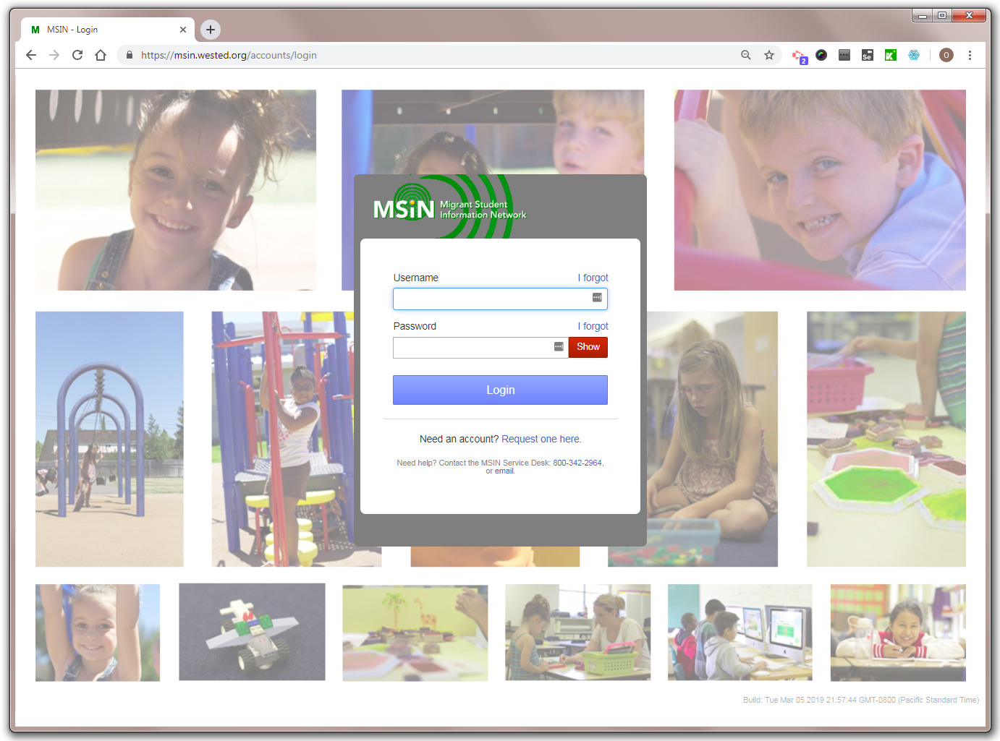 MSIN - Login
https://msin.wested.org/accounts/login
2
Se
O
MSiN Migrant Student
Information Network
Username I forgot
Password I forgot
Show
Login
Need an account? Request one here.
Need help? Contact the MSIN Service Desk: 800-342-2964,
or email.
Build: Tue Mar 05 2019 21:57:44 GMT-0800 (Pacific Standard Time)